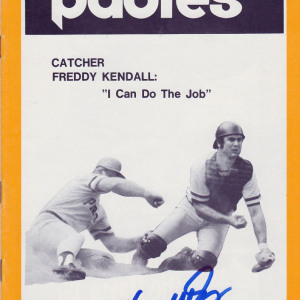 padres
CATCHER
FREDDY KENDALL:
"I Can Do The Job"